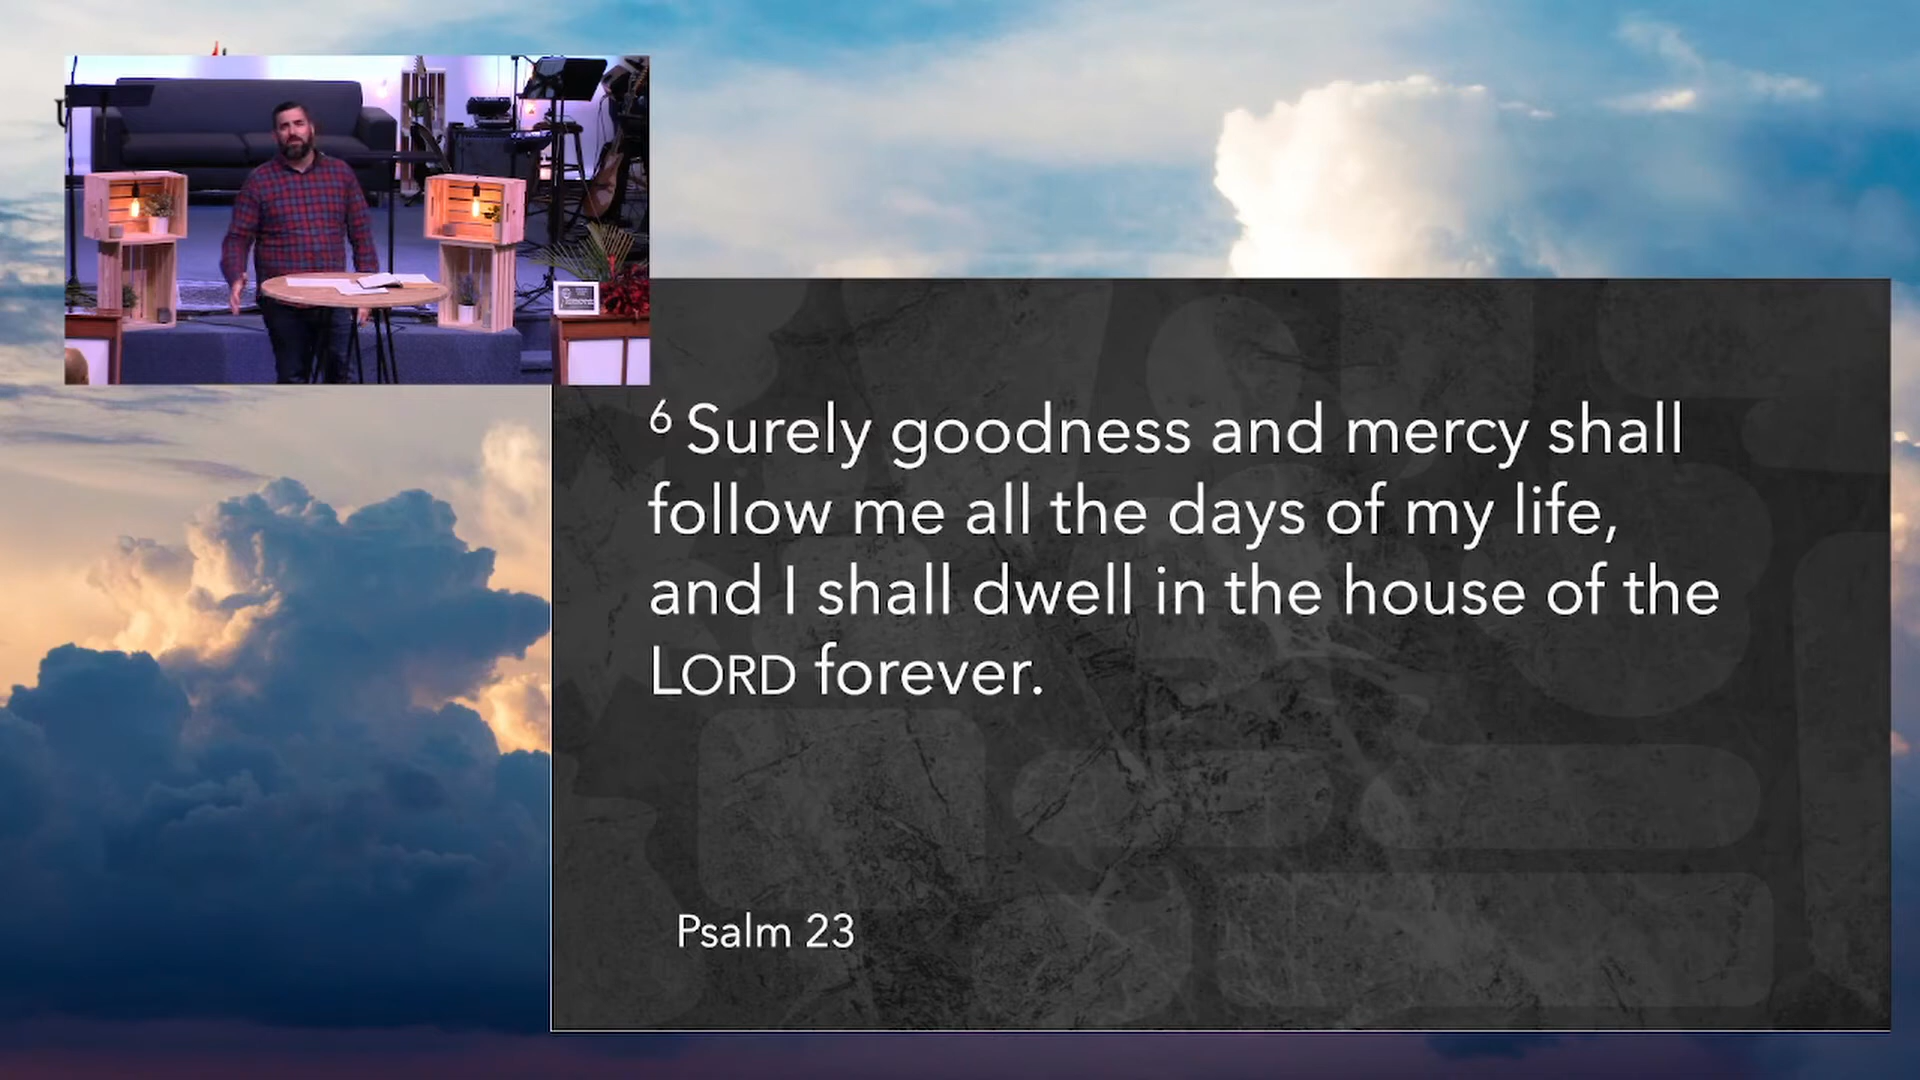 6 Surely goodness and mercy shall
follow me all the days of my life,
and I shall dwell in the house of the
LORD forever.
Psalm 23